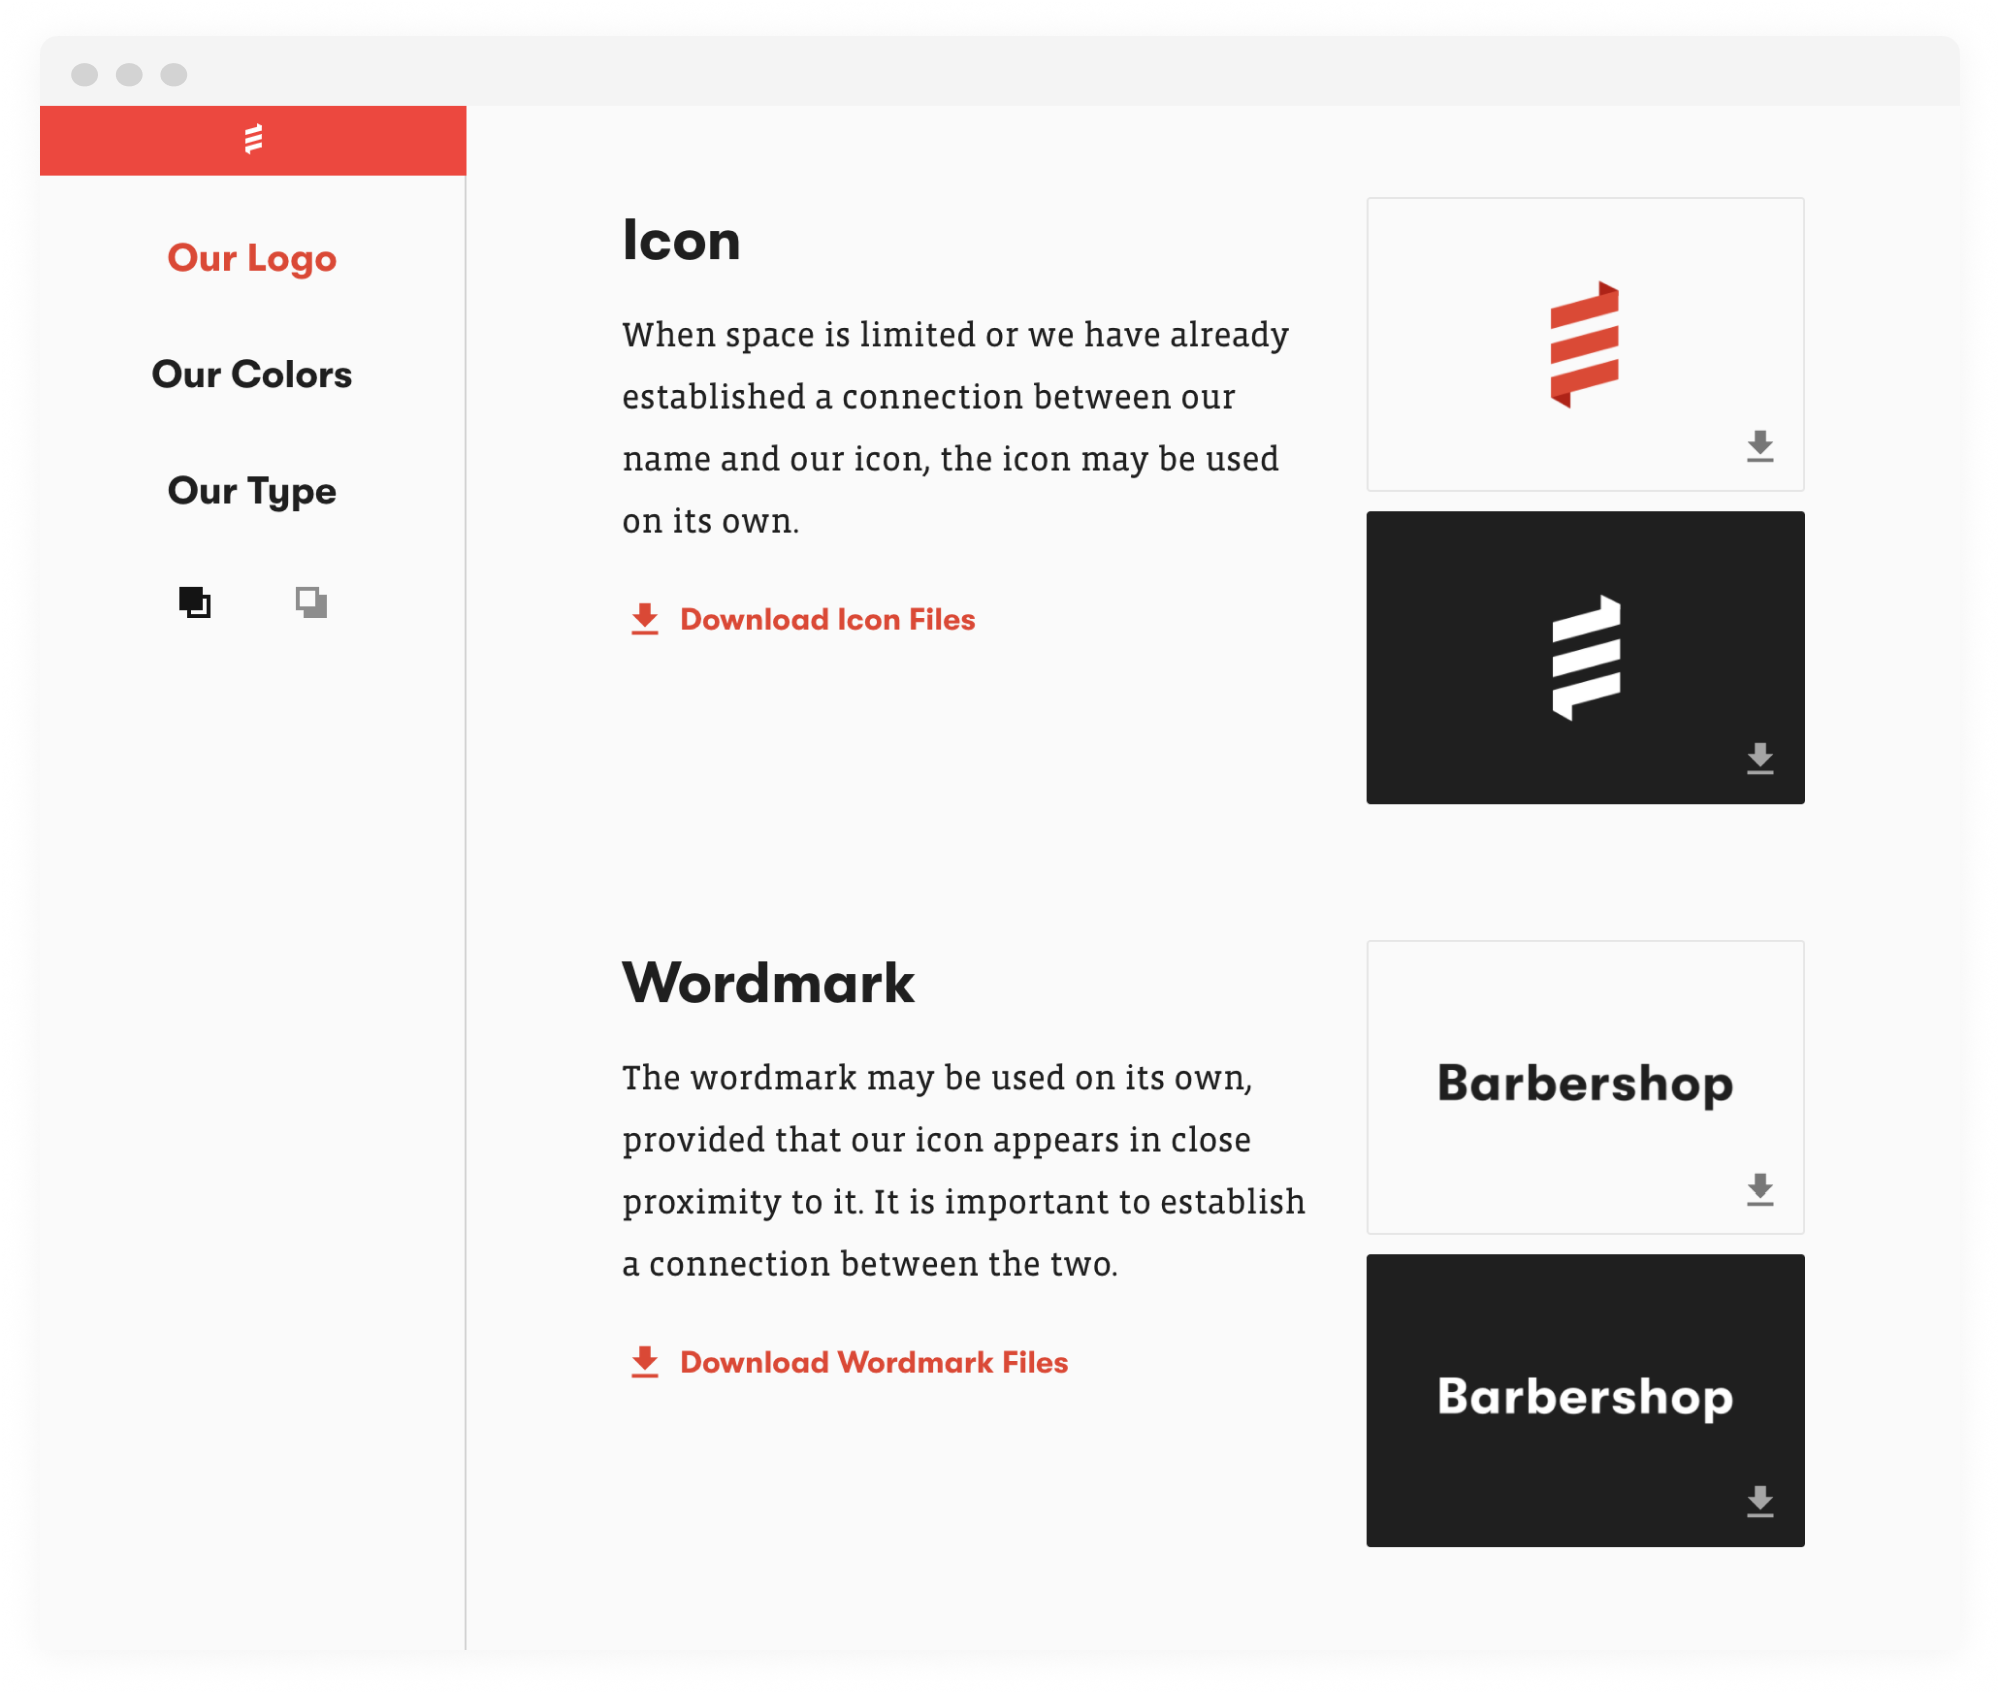 Our Logo
Our Colors
Our Type
Icon
When space is limited or we have already
established a connection between our
name and our icon, the icon may be used
on its own.
Download Icon Files
Wordmark
The wordmark may be used on its own,
provided that our icon appears in close
proximity to it. It is important to establish
a connection between the two.
Download Wordmark Files
Barbershop
Barbershop